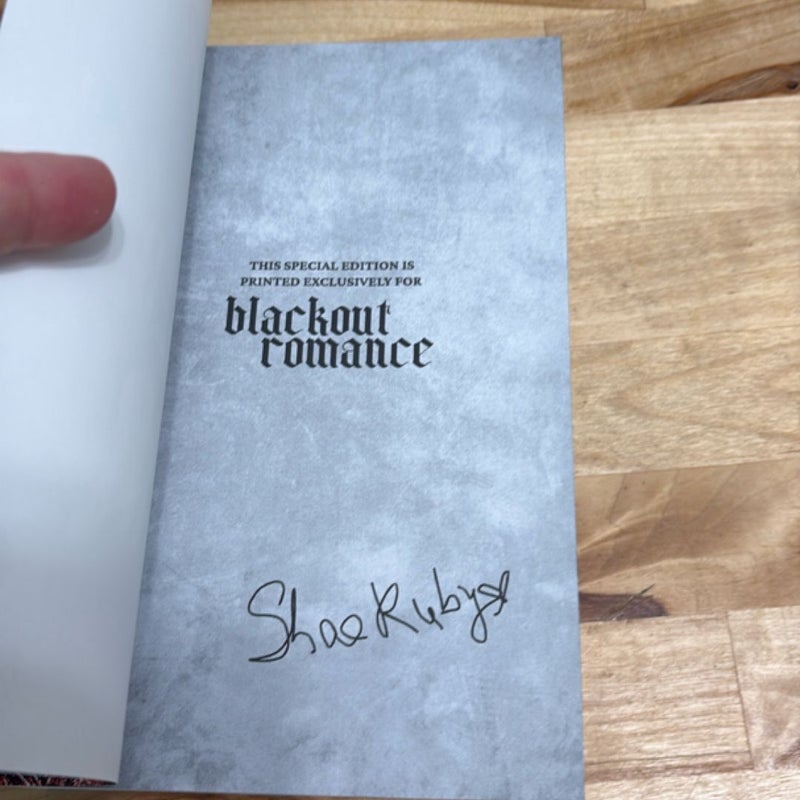 THIS SPECIAL EDITION IS
PRINTED EXCLUSIVELY FOR
blackout
romance
Shae Ruby